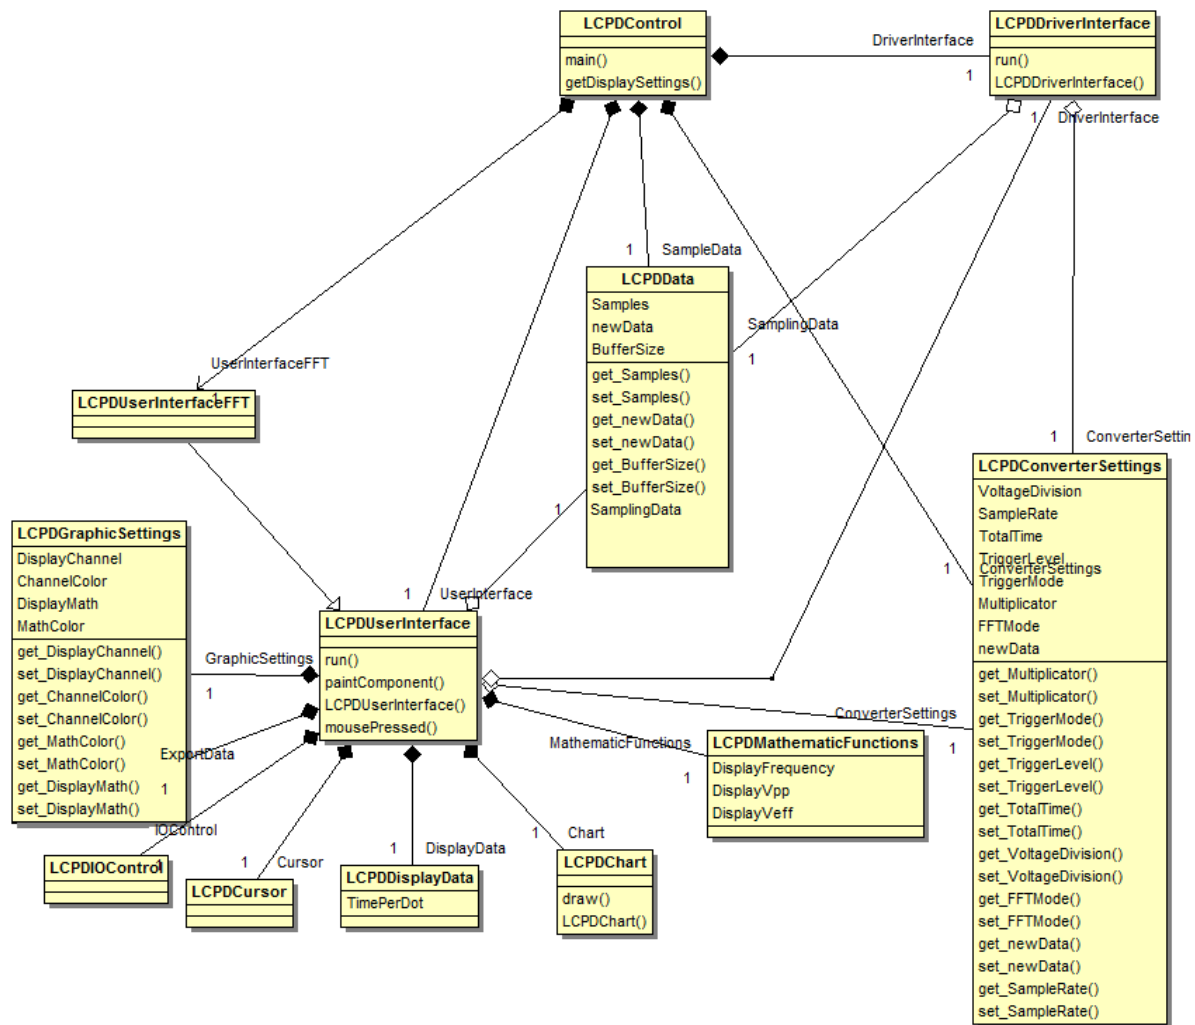 LCPDControl
main()
getDisplaySettings()
DriverInterface
1
LCPDDriverInterface
run()
LCPDDriverInterface()
1
DriverInterface
1
SampleData
LCPDData
Samples
newData
BufferSize
get_Samples()
set_Samples()
get_newData()
set_newData()
get_BufferSize()
set_BufferSize()
SamplingData
SamplingData
1
1
UserInterfaceFFT
1
LCPDUserInterfaceFFT
1
ConverterSettin
LCPDConverterSettings
VoltageDivision
SampleRate
TotalTime
TriggerLevel
1
ConverterSettings
TriggerMode
Multiplicator
FFTMode
newData
get_Multiplicator()
set_Multiplicator()
get_TriggerMode()
set_TriggerMode()
get_TriggerLevel()
set_TriggerLevel()
get_TotalTime()
set_TotalTime()
get_VoltageDivision()
set_VoltageDivision()
get_FFTMode()
set_FFTMode()
get_newData()
set_newData()
get_SampleRate()
set_SampleRate()
LCPDGraphicSettings
DisplayChannel
ChannelColor
DisplayMath
MathColor
get_DisplayChannel()
set_DisplayChannel()
get_ChannelColor()
set_ChannelColor()
get_MathColor()
set_MathColor()
get_DisplayMath()
set_DisplayMath()
1
UserInterface
LCPDUserInterface
run()
paintComponent()
LCPDUserInterface()
mousePressed()
GraphicSettings
1
ExportData
1
IOControl
1
LCPDIOControl
1
Cursor
LCPDCursor
1
DisplayData
LCPDDisplayData
TimePerDot
1
Chart
LCPDChart
draw()
LCPDChart()
MathematicFunctions
1
LCPDMathematicFunctions
DisplayFrequency
DisplayVpp
DisplayVeff
ConverterSettings
1